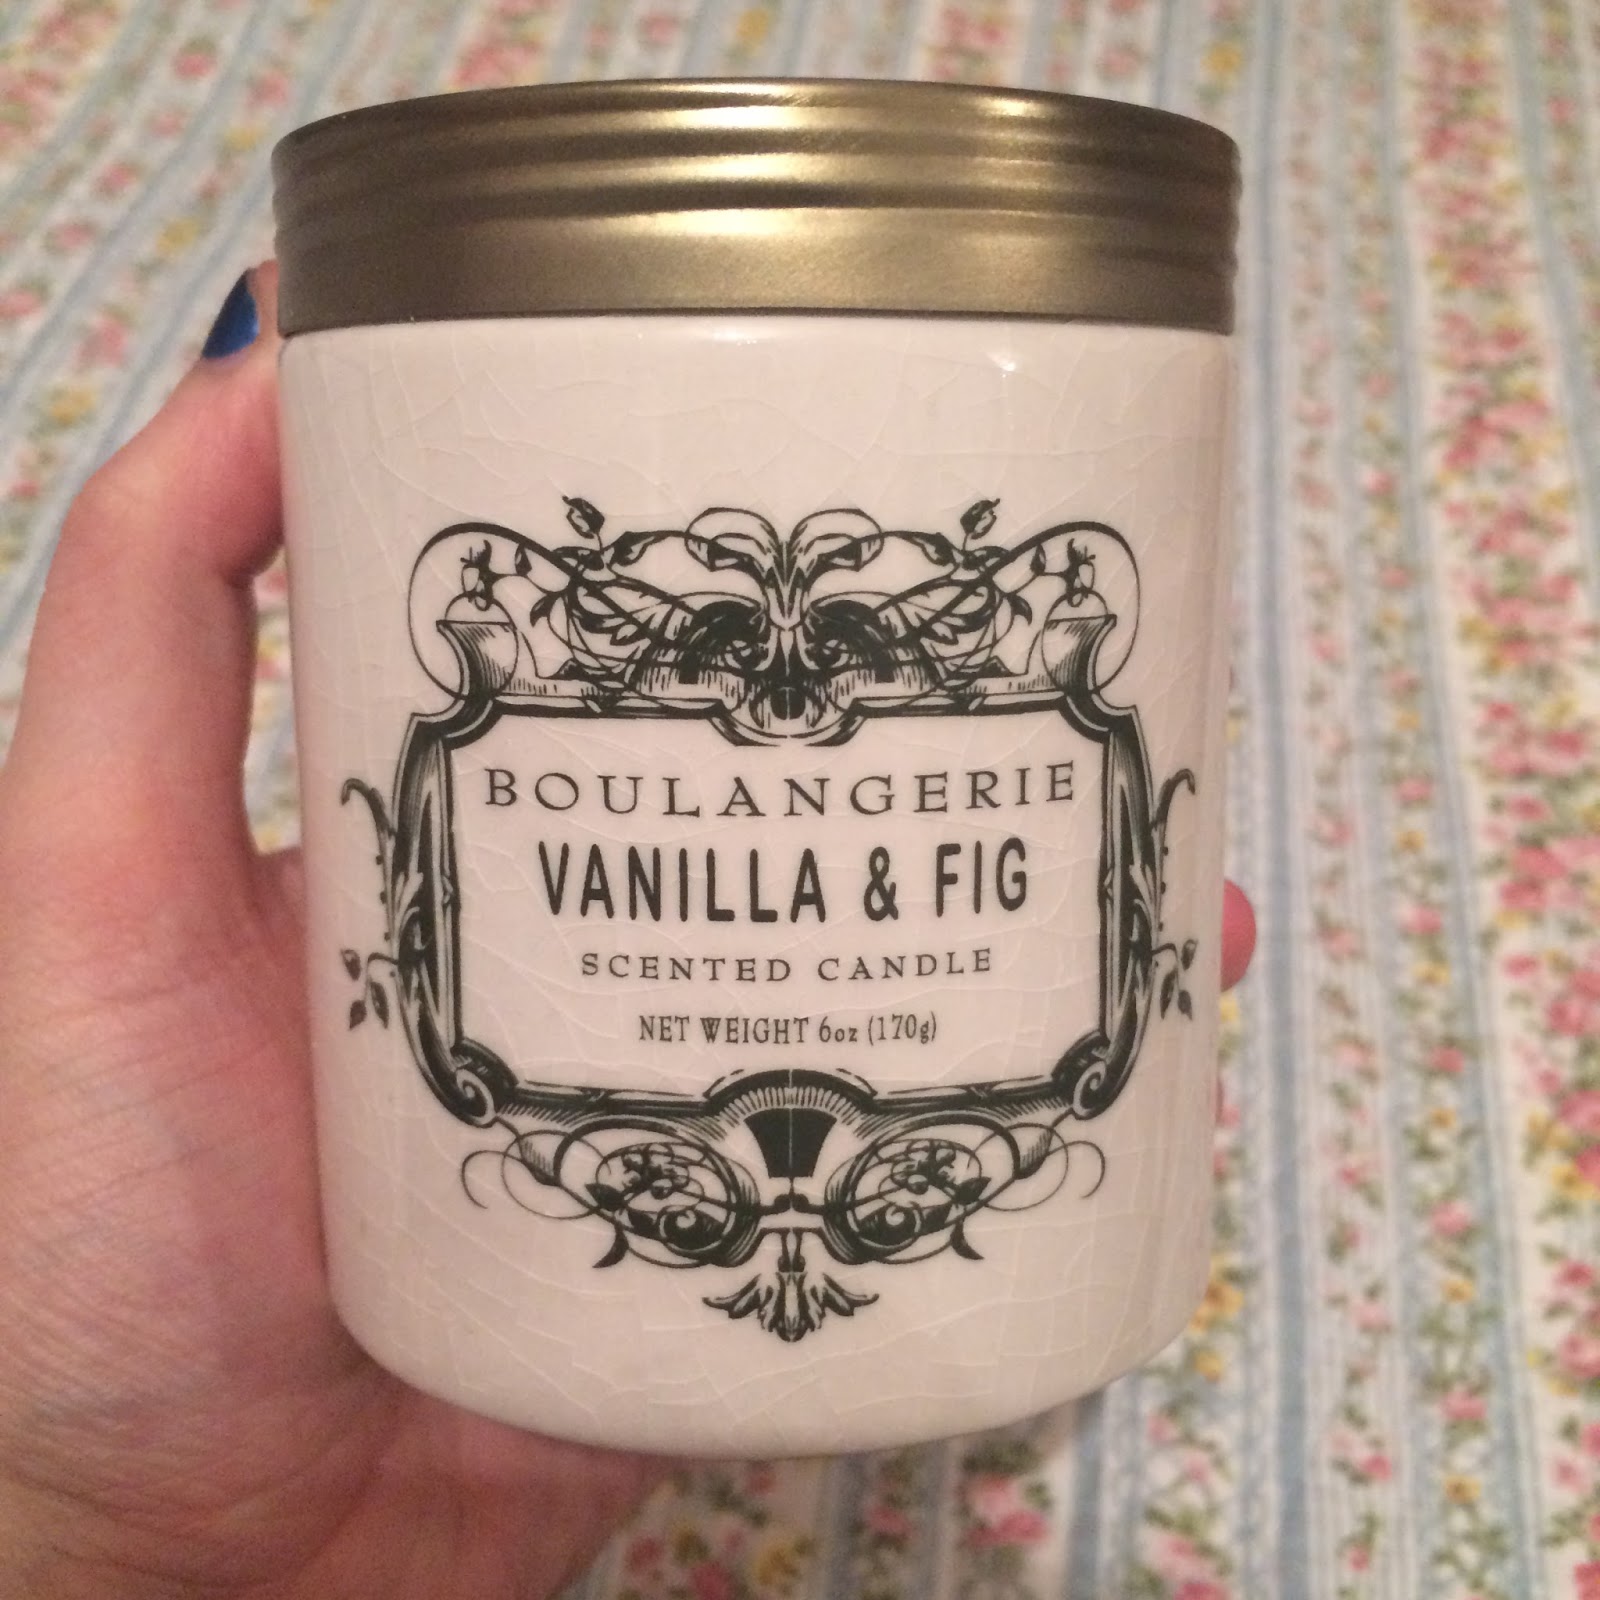 BOULANGERIE
VANILLA & FIG
SCENTED CANDLE
NET WEIGHT 6oz (170g)